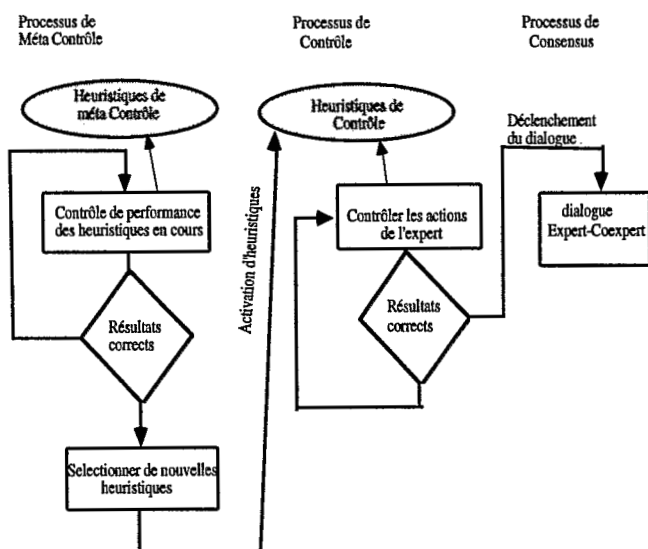 Processus de
Méta Contrôle
Processus de
Contrôle
Processus de
Consensus
Heuristiques de
méta Contrôle
Heuristiques de
Contrôle
Déclenchement
du dialogue .
Contrôle de performance
des heuristiques en cours
Contrôler les actions
de l'expert
dialogue
Expert-Coexpert
Activation d'heuristiques
Résultats
corrects
Résultats
corrects
Selectionner de nouvelles
heuristiques